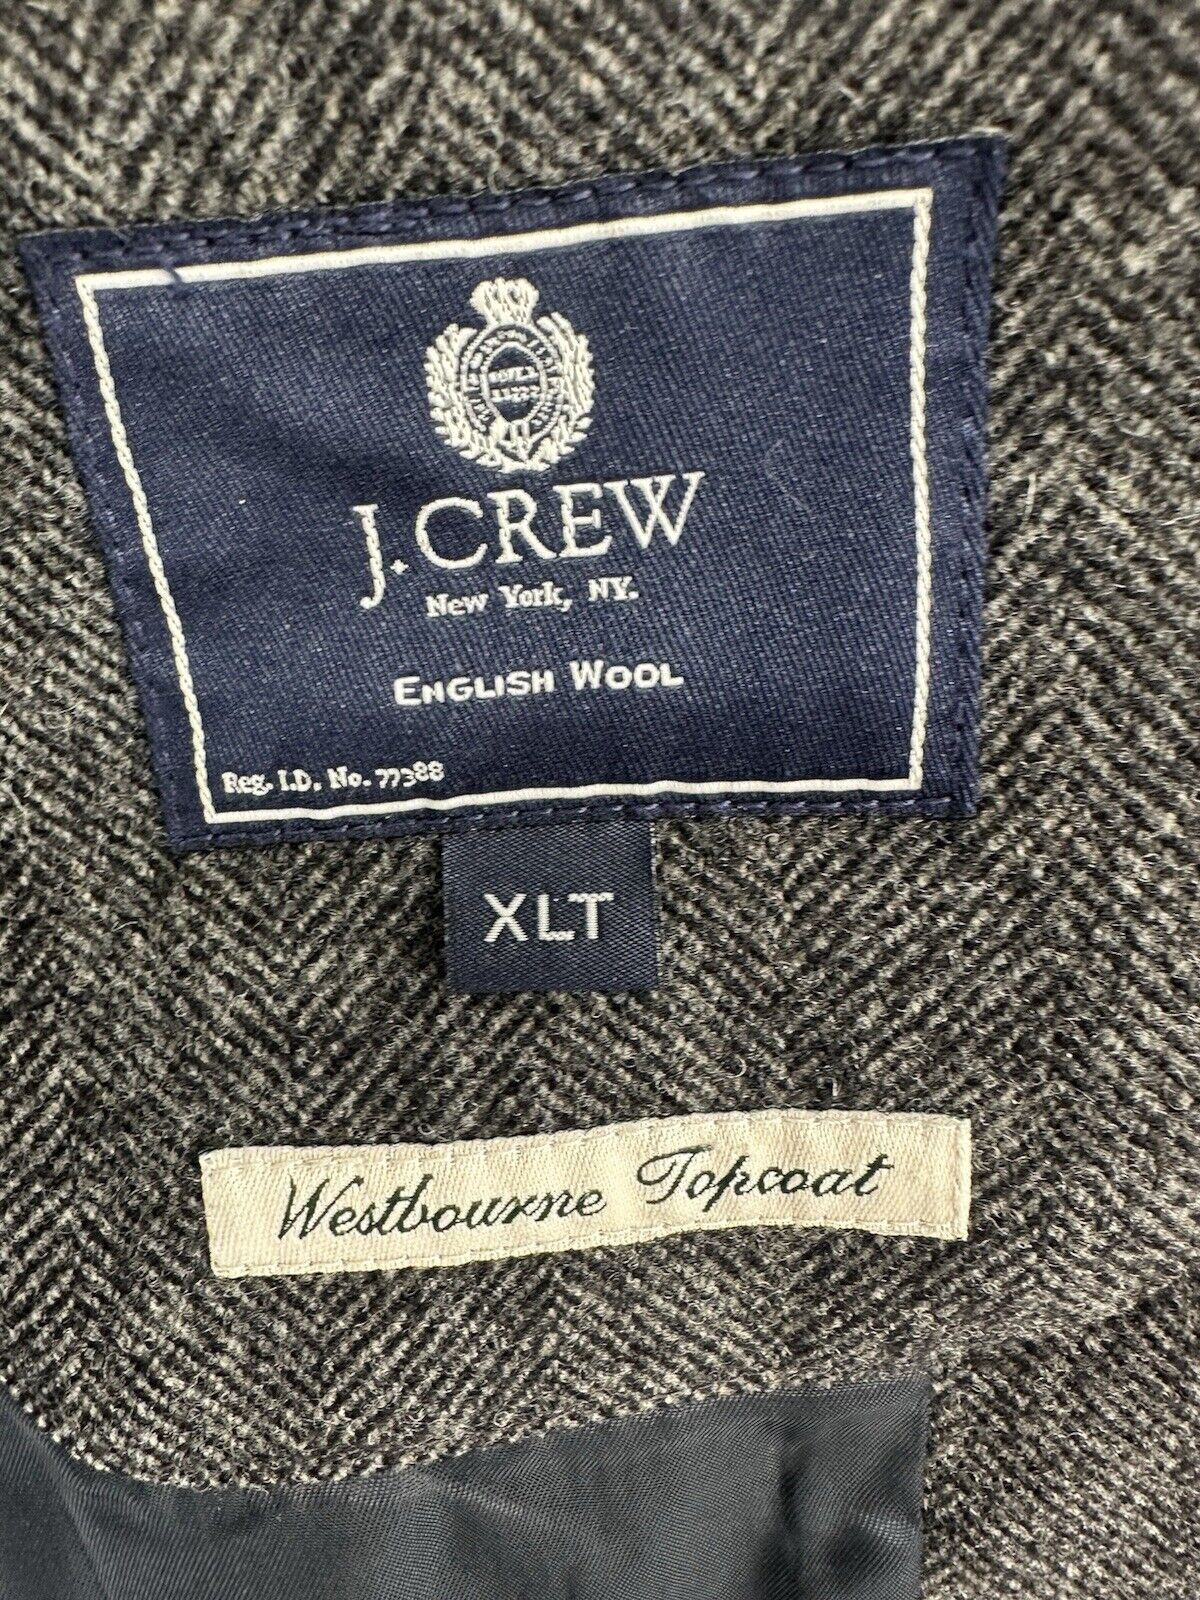 J.CREW
New York, NY.
ENGLISH WOOL
Reg. I.D. No. 77388
XLT
Westbourne Topcoat